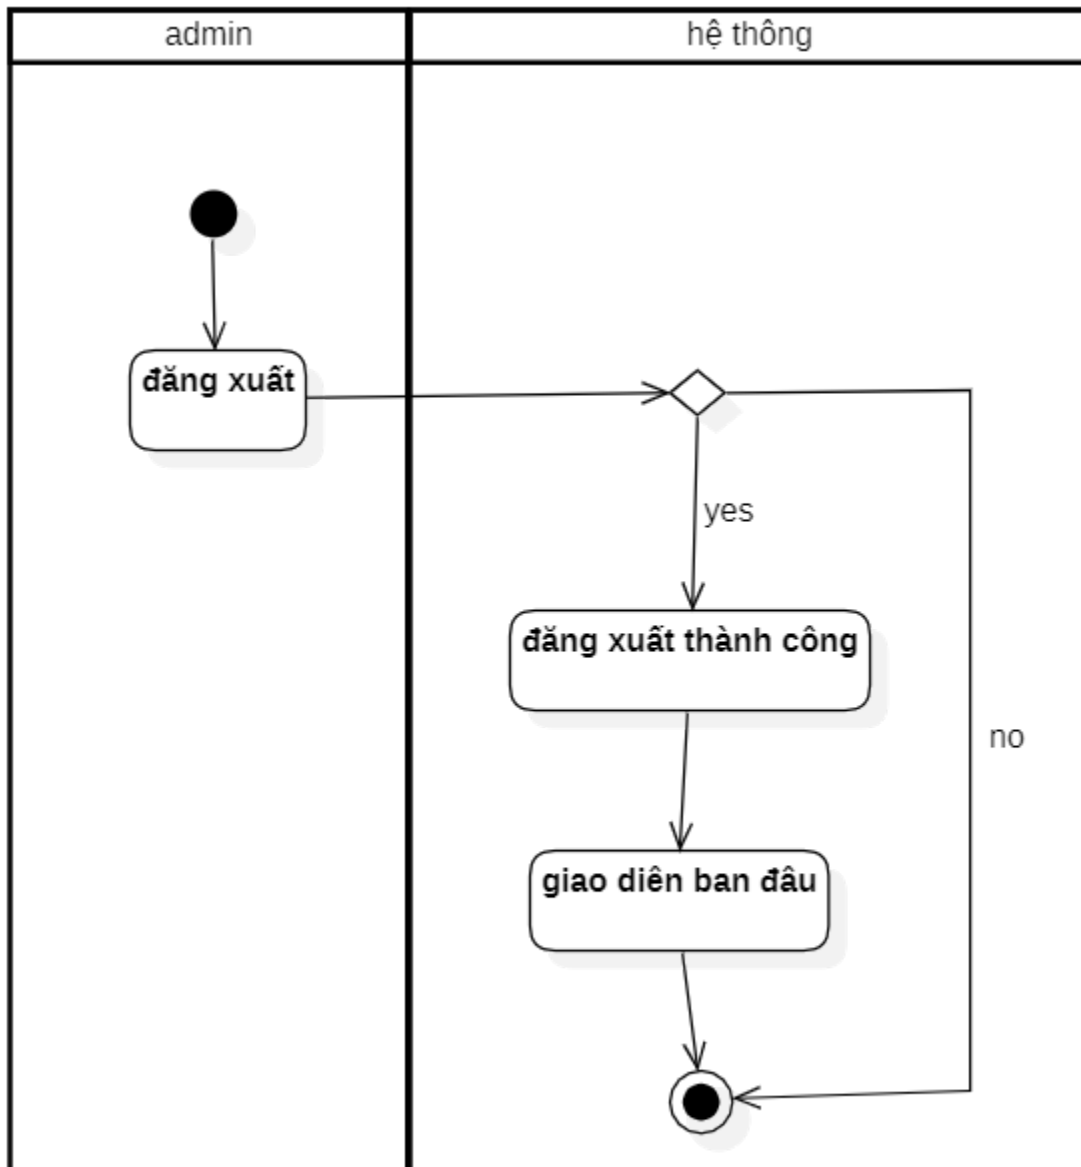 admin
hệ thông
đăng xuất
yes
đăng xuất thành công
no
giao diên ban đâu